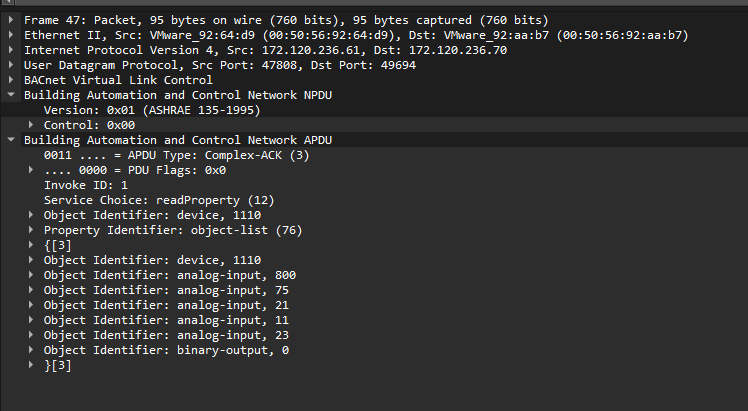 Frame 47: Packet, 95 bytes on wire (760 bits), 95 bytes captured (760 bits)
Ethernet II, Src: VMware_92:64:d9 (00:50:56:92:64:d9), Dst: VMware_92:aa:b7 (00:50:56:92:aa:b7)
Internet Protocol Version 4, Src: 172.120.236.61, Dst: 172.120.236.70
User Datagram Protocol, Src Port: 47808, Dst Port: 49694
BACnet Virtual Link Control
Building Automation and Control Network NPDU
Version: 0x01 (ASHRAE 135-1995)
Control: 0x00
Building Automation and Control Network APDU
0011 .... = APDU Type: Complex-ACK (3)
.... 0000 = PDU Flags: 0x0
Invoke ID: 1
Service Choice: readProperty (12)
Object Identifier: device, 1110
Property Identifier: object-list (76)
{[3]
Object Identifier: device, 1110
Object Identifier: analog-input, 800
Object Identifier: analog-input, 75
Object Identifier: analog-input, 21
Object Identifier: analog-input, 11
Object Identifier: analog-input, 23
Object Identifier: binary-output, 0
}[3]